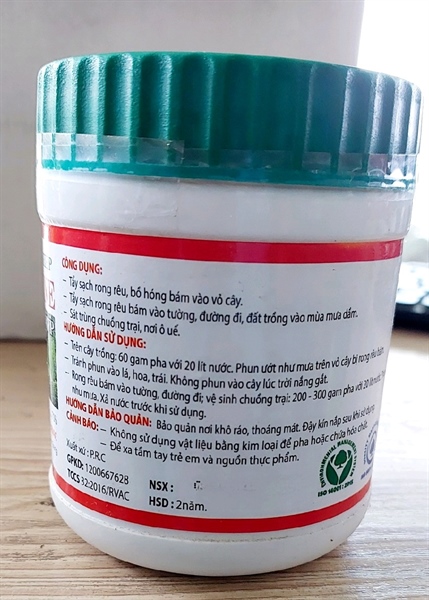 CÔNG DỤNG:
- Tẩy sạch rong rêu, bồ hóng bám vào vỏ cây.
- Tẩy sạch rong rêu bám vào tường, đường đi, đất trồng vào mùa mưa dầm.
- Sát trùng chuồng trại, nơi ô uế.
HƯỚNG DẪN SỬ DỤNG:
- Trên cây trồng: 60 gam pha với 20 lít nước. Phun ướt như mưa trên vỏ cây bị rong rêu bám.
- Tránh phun vào lá, hoa, trái. Không phun vào cây lúc trời nắng gắt.
- Rong rêu bám vào tường, đường đi; vệ sinh chuồng trại: 200 - 300 gam pha với 20 lít nước
như mưa. Xả nước trước khi sử dụng.
HƯỚNG DẪN BẢO QUẢN: Bảo quản nơi khô ráo, thoáng mát. Đậy kín nắp sau khi sử dụng.
CẢNH BÁO: - Không sử dụng vật liệu bằng kim loại để pha hoặc chứa hóa chất.
- Để xa tầm tay trẻ em và nguồn thực phẩm.
Xuất xứ : P.R.C
GPKD: 1200667628
TCCS 32:2016/RVAC
NSX :
HSD : 2năm.
ISO 14001 : 2015